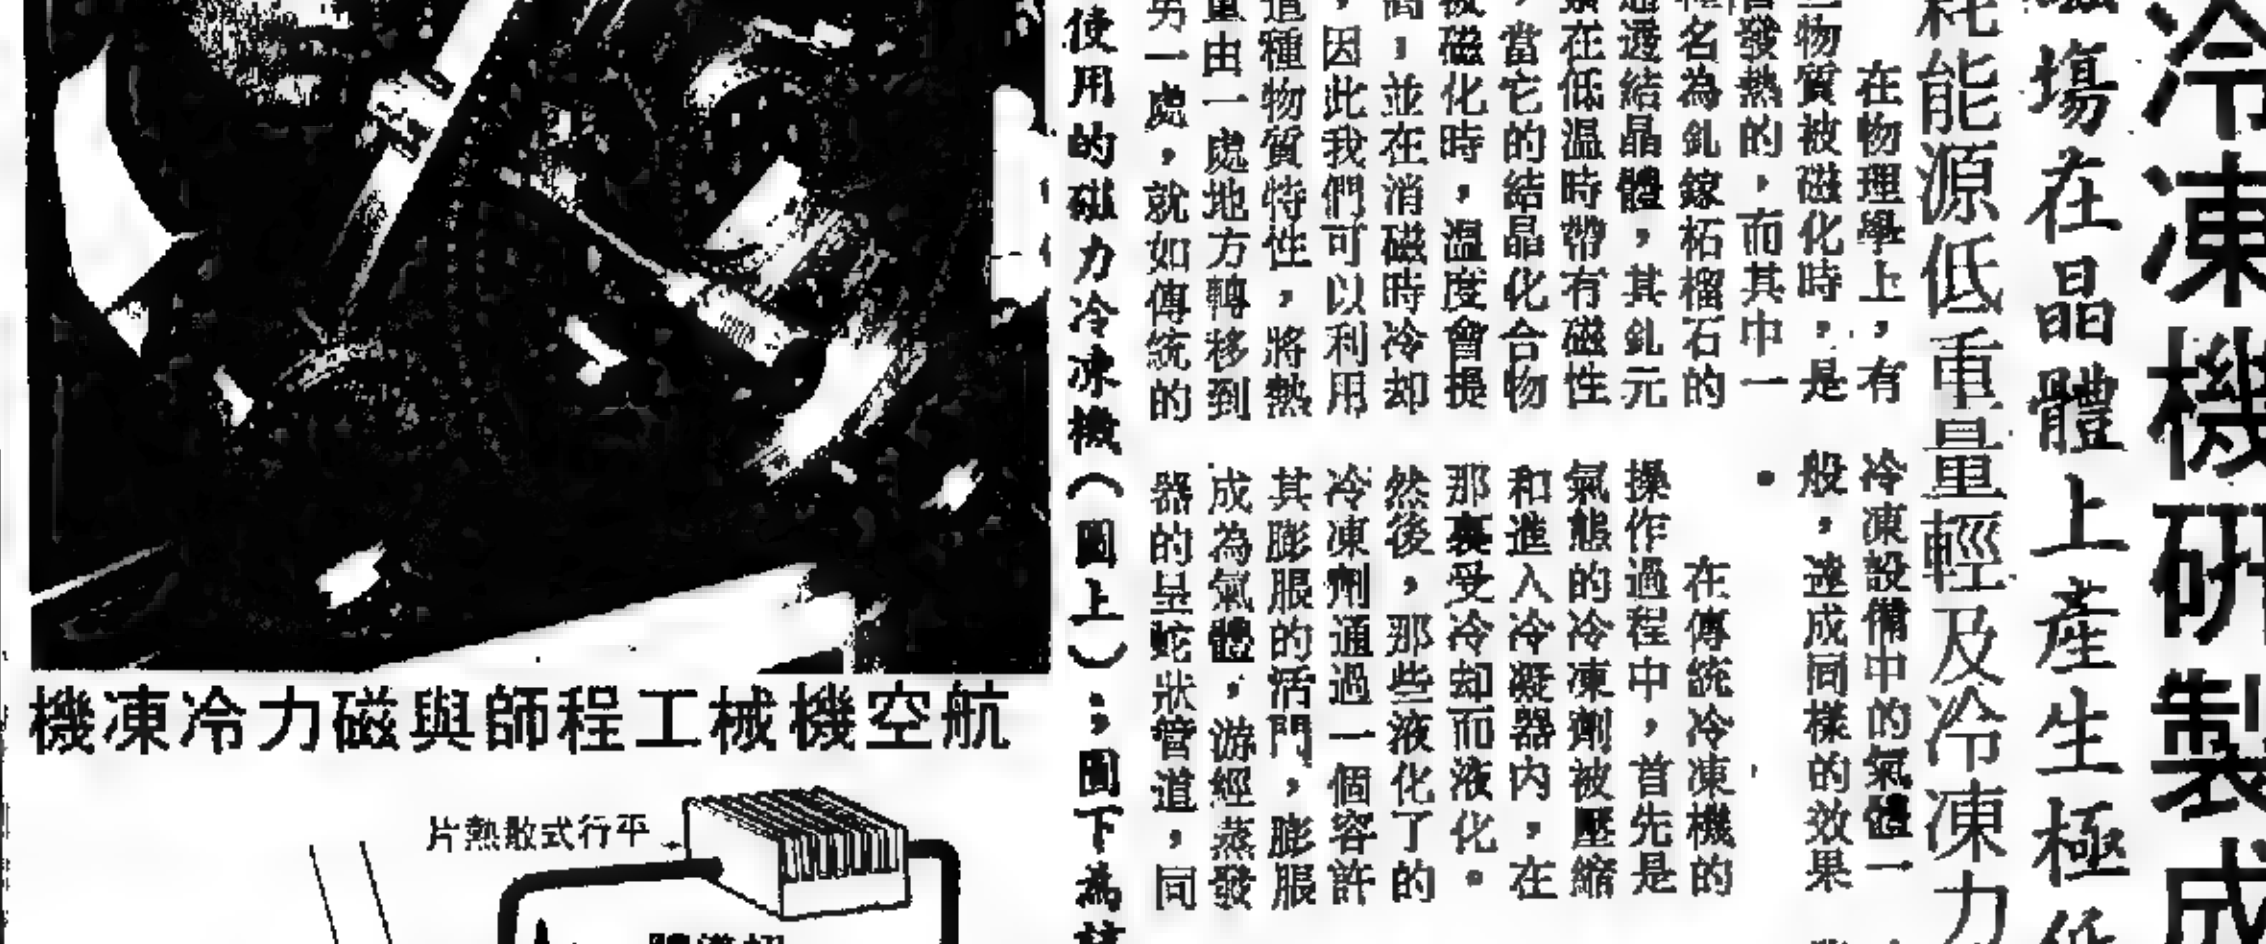 冷凍機研製成
場在晶體上產生極低
耗能源低重量輕及冷凍力
在物理學上，有
物質被磁化時，是
發熱的，而其中一
名為釓鎵柘榴石的
透過結晶體，其釓元
素在低溫時帶有磁性
，當它的結晶化合物
被磁化時，溫度會提
高，並在消磁時冷却
，因此我們可以利用
這種物質特性，將熱
量由一處地方轉移到
另一處，就如傳統的
冷凍設備中的氣體一
般，達成同樣的效果
。
在傳統冷凍機的
操作過程中，首先是
氣態的冷凍劑被壓縮
和進入冷凝器內，在
那裏受冷却而液化。
然後，那些液化了的
冷凍劑通過一個容許
其膨脹的活門，膨脹
成為氣體，游經蒸發
器的呈蛇狀管道，同
使用的磁力冷凍機（圖上）；圖下為該
航空機械工程師與磁力冷凍機
平行式散熱片